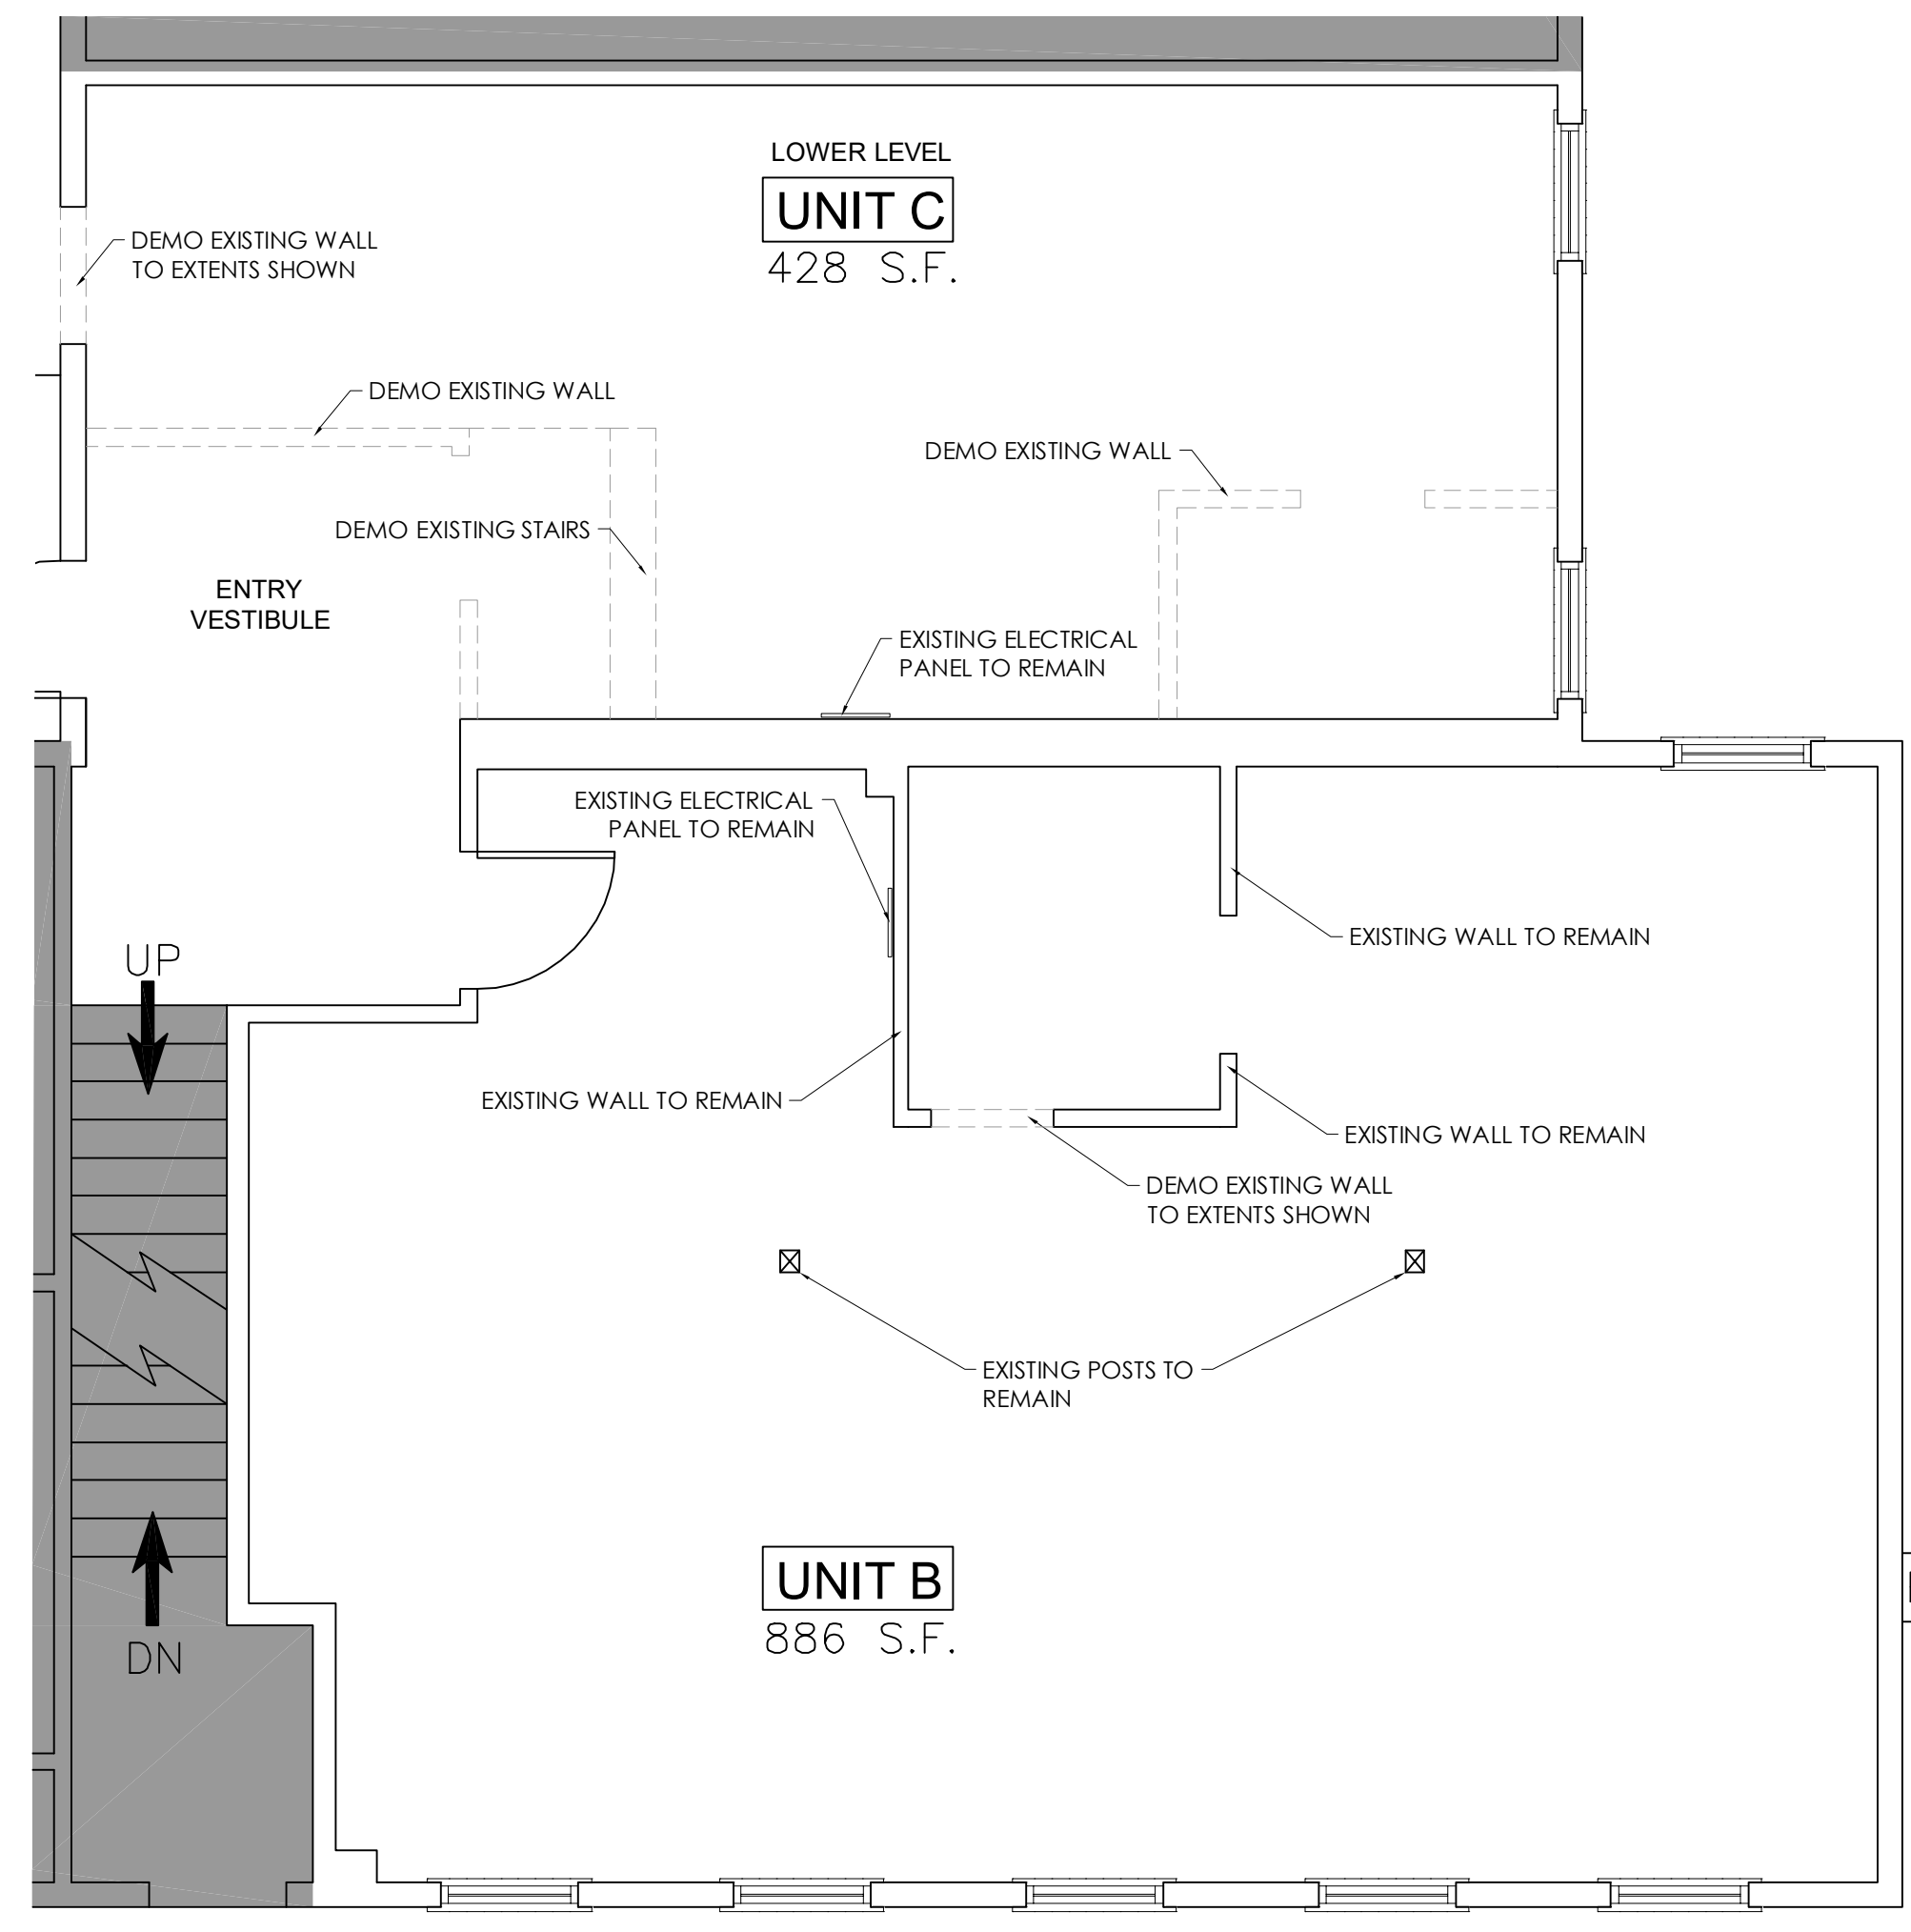 LOWER LEVEL
UNIT C
428 S.F.
DEMO EXISTING WALL
TO EXTENTS SHOWN
DEMO EXISTING WALL
DEMO EXISTING WALL
DEMO EXISTING STAIRS
ENTRY
VESTIBULE
EXISTING ELECTRICAL
PANEL TO REMAIN
EXISTING ELECTRICAL
PANEL TO REMAIN
EXISTING WALL TO REMAIN
UP
EXISTING WALL TO REMAIN
EXISTING WALL TO REMAIN
DEMO EXISTING WALL
TO EXTENTS SHOWN
EXISTING POSTS TO
REMAIN
UNIT B
886 S.F.
DN